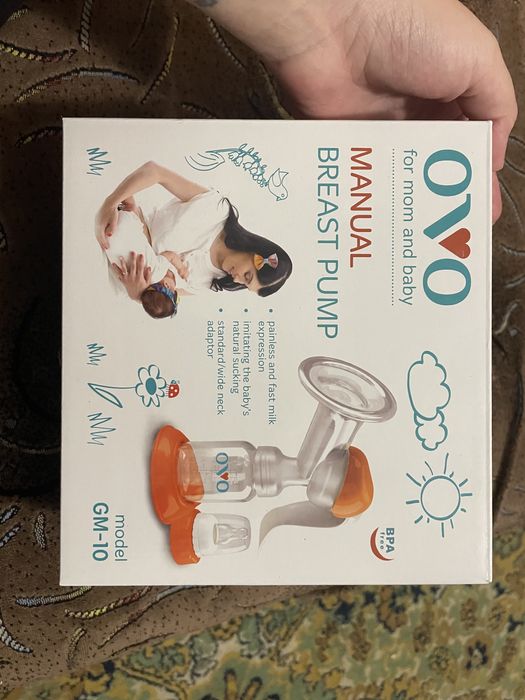 OVO
for mom and baby
MANUAL
BREAST PUMP
• painless and fast milk
expression
• imitating the baby's
natural sucking
• standard/wide neck
adaptor
OVO
BPA
free
model
GM-10